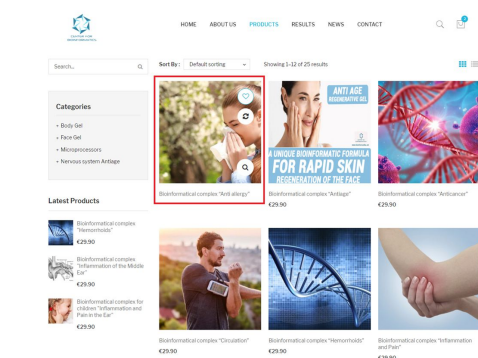 HOME ABOUT US PRODUCTS RESULTS NEWS CONTACT
Search...
Sort By : Default sorting Showing 1-12 of 25 results
Categories
+ Body Gel
+ Face Gel
+ Microprocessors
+ Nervous system Antiage
ANTI AGE
REGENERATIVE GEL
A UNIQUE BIOINFORMATIC FORMULA
FOR RAPID SKIN
REGENERATION OF THE FACE
Bioinformatical complex "Anti allergy"
Bioinformatical complex "Antiage"
€29.90
Bioinformatical complex "Anticancer"
€29.90
Latest Products
Bioinformatical complex
"Hemorrhoids"
€29.90
Bioinformatical complex
"Inflammation of the Middle
Ear"
€29.90
Bioinformatical complex for
children "Inflammation and
Pain in the Ear"
€29.90
Bioinformatical complex "Circulation"
€29.90
Bioinformatical complex "Hemorrhoids"
€29.90
Bioinformatical complex "Inflammation
and Pain"
€29.90